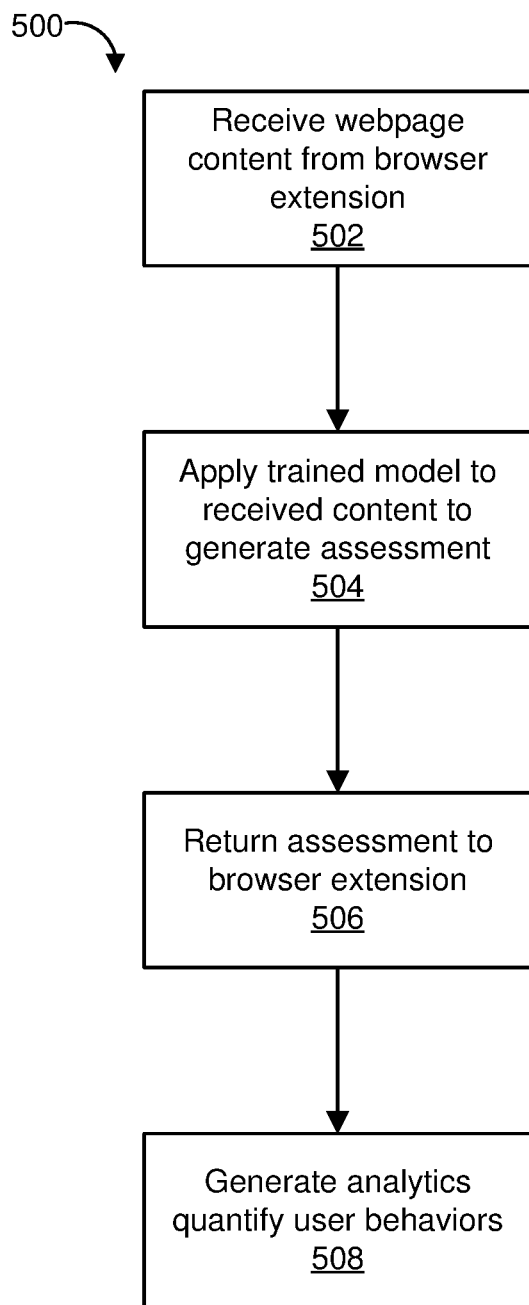 500
Receive webpage
content from browser
extension
502
Apply trained model to
received content to
generate assessment
504
Return assessment to
browser extension
506
Generate analytics
quantify user behaviors
508